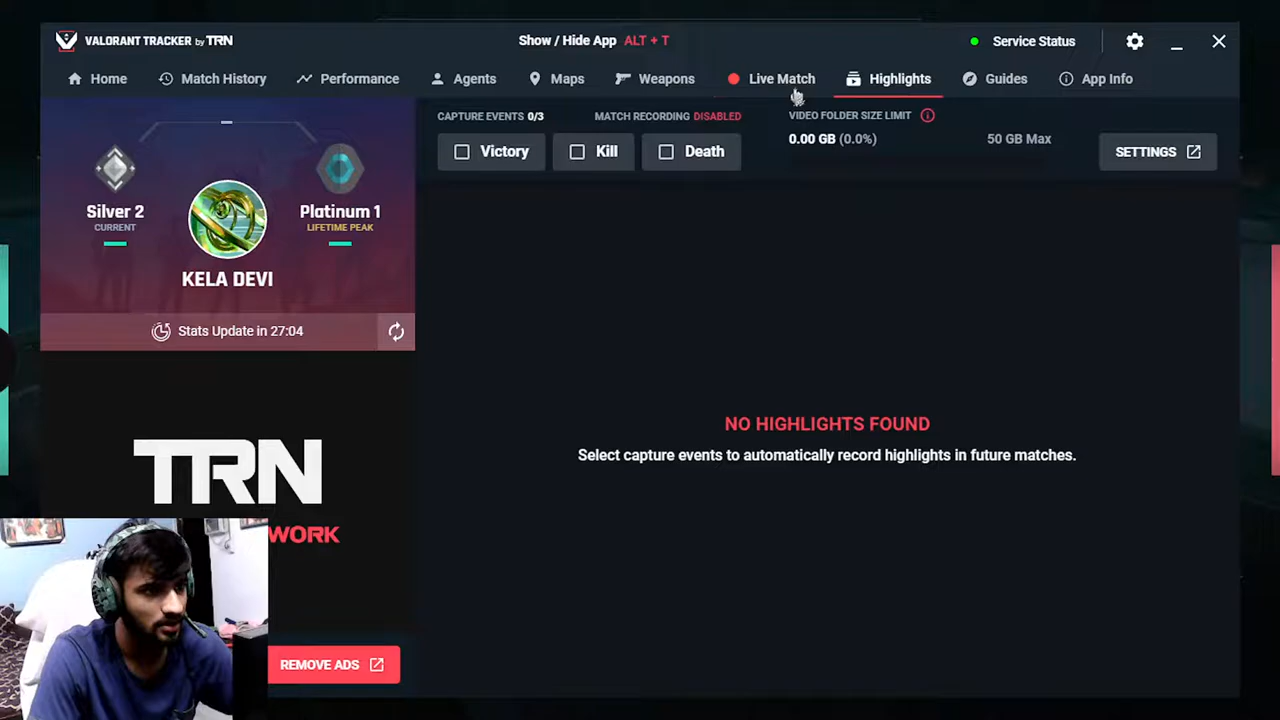 VALORANT TRACKER by TRN
Show / Hide App ALT + T
Service Status
Home
Match History
Performance
Agents
Maps
Weapons
Live Match
Highlights
Guides
App Info
CAPTURE EVENTS 0/3
MATCH RECORDING DISABLED
VIDEO FOLDER SIZE LIMIT
0.00 GB (0.0%)
50 GB Max
Victory
Kill
Death
SETTINGS
Silver 2
CURRENT
Platinum 1
LIFETIME PEAK
KELA DEVI
Stats Update in 27:04
NO HIGHLIGHTS FOUND
Select capture events to automatically record highlights in future matches.
TRN
WORK
REMOVE ADS